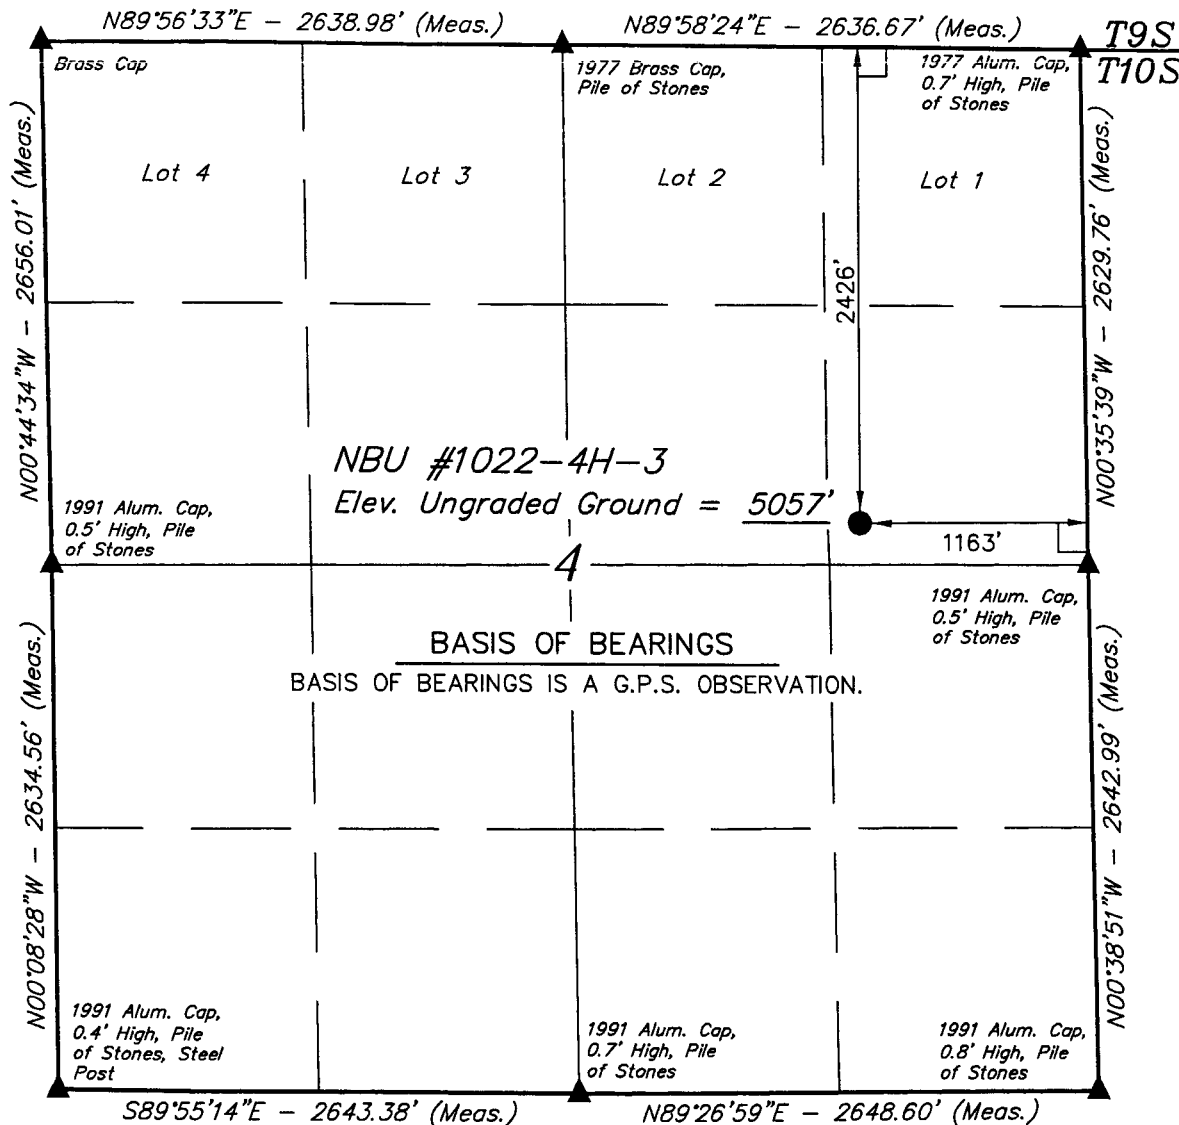 N89°56'33"E - 2638.98' (Meas.)
N89°58'24"E - 2636.67' (Meas.)
T9S
T10S
Brass Cap
1977 Brass Cap,
Pile of Stones
1977 Alum. Cap,
0.7' High, Pile
of Stones
Lot 4
Lot 3
Lot 2
Lot 1
N00°44'34"W - 2656.01' (Meas.)
N00°35'39"W - 2629.76' (Meas.)
2426'
NBU #1022-4H-3
Elev. Ungraded Ground = 5057'
1163'
1991 Alum. Cap,
0.5' High, Pile
of Stones
4
1991 Alum. Cap,
0.5' High, Pile
of Stones
BASIS OF BEARINGS
BASIS OF BEARINGS IS A G.P.S. OBSERVATION.
N00°08'28"W - 2634.56' (Meas.)
N00°38'51"W - 2642.99' (Meas.)
1991 Alum. Cap,
0.4' High, Pile
of Stones, Steel
Post
1991 Alum. Cap,
0.7' High, Pile
of Stones
1991 Alum. Cap,
0.8' High, Pile
of Stones
S89°55'14"E - 2643.38' (Meas.)
N89°26'59"E - 2648.60' (Meas.)